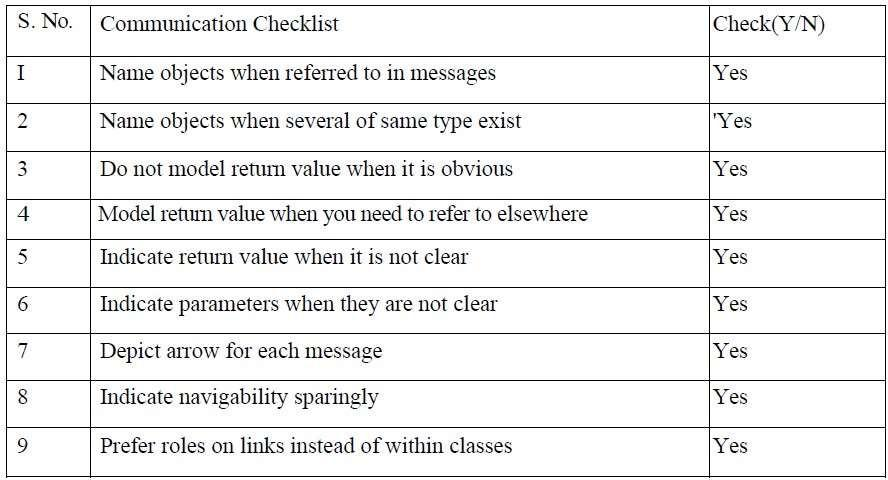 S. No. Communication Checklist Check(Y/N)
I Name objects when referred to in messages Yes
2 Name objects when several of same type exist 'Yes
3 Do not model return value when it is obvious Yes
4 Model return value when you need to refer to elsewhere Yes
5 Indicate return value when it is not clear Yes
6 Indicate parameters when they are not clear Yes
7 Depict arrow for each message Yes
8 Indicate navigability sparingly Yes
9 Prefer roles on links instead of within classes Yes